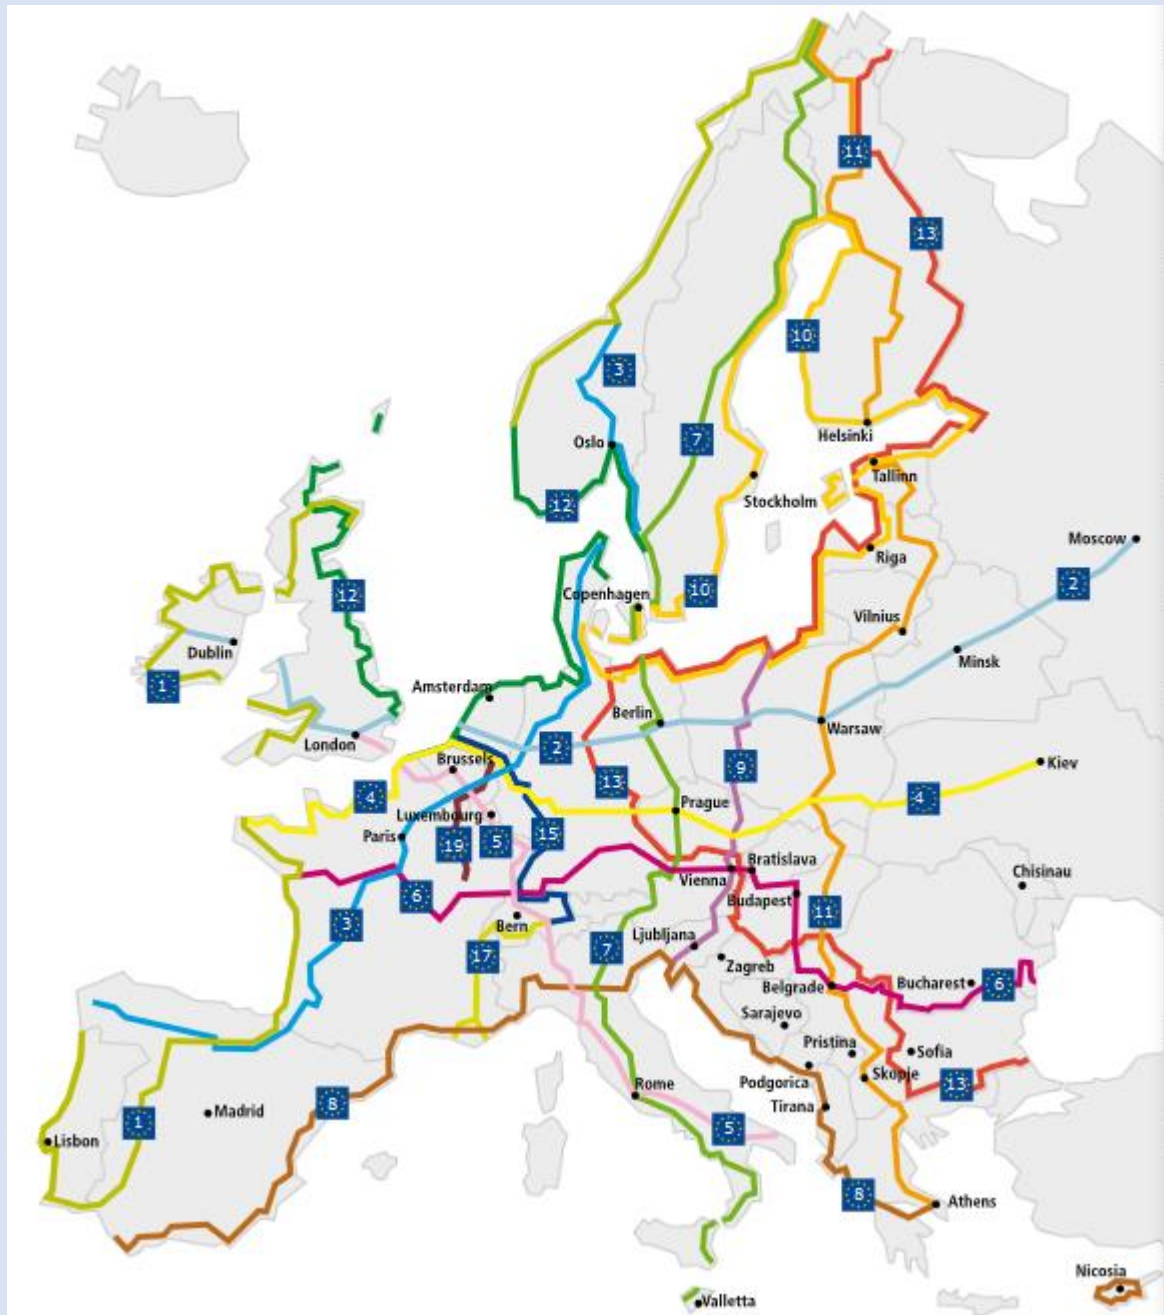 11
13
10
3
7
Oslo
Helsinki
Tallinn
12
Stockholm
Moscow
Riga
2
12
Copenhagen
10
Vilnius
Dublin
Minsk
1
Amsterdam
Berlin
Warsaw
London
2
Brussels
9
Kiev
13
4
4
Prague
Luxembourg
Paris
15
19
5
Bratislava
Vienna
Chisinau
6
Budapest
3
Bern
11
Ljubljana
7
17
Zagreb
Belgrade
Bucharest
6
Sarajevo
Pristina
Sofia
Podgorica
Skopje
13
Rome
8
Tirana
Madrid
1
5
Lisbon
8
Athens
Nicosia
Valletta